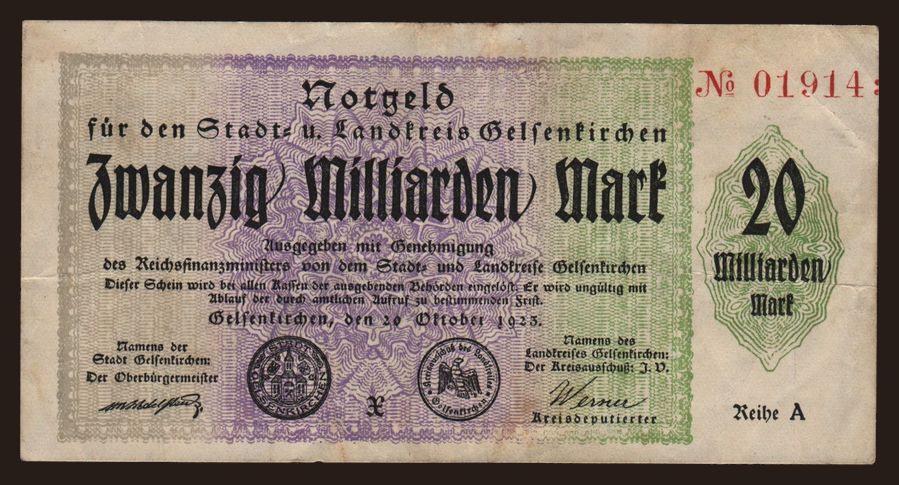 Notgeld
№ 01914
für den Stadt- u. Landkreis Gelsenkirchen
Zwanzig Milliarden Mark
20
Milliarden
Mark
Ausgegeben mit Genehmigung
des Reichsfinanzministers von dem Stadt- und Landkreise Gelsenkirchen
Dieser Schein wird bei allen Kassen der ausgebenden Behörden eingelöst. Er wird ungültig mit
Ablauf der durch amtlichen Aufruf zu bestimmenden Frist.
Gelsenkirchen, den 20 Oktober 1923.
Namens der
Stadt Gelsenkirchen:
Der Oberbürgermeister
Namens des
Landkreises Gelsenkirchen:
Der Kreisausschuß: J. V.
Werner
Kreisdeputierter
X
Reihe A
GELSENKIRCHEN
Gelsenkirchen